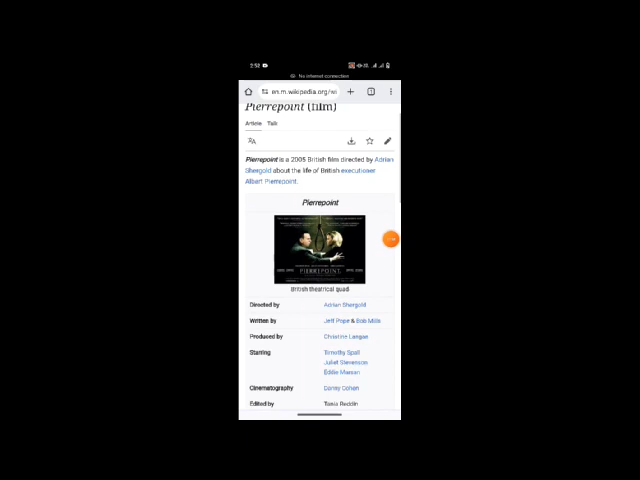 2:52
No internet connection
en.m.wikipedia.org/wi
Pierrepoint (film)
Article Talk
Pierrepoint is a 2005 British film directed by Adrian
Shergold about the life of British executioner
Albert Pierrepoint.
Pierrepoint
PIERREPOINT
British theatrical quad
Directed by Adrian Shergold
Written by Jeff Pope & Bob Mills
Produced by Christine Langan
Starring Timothy Spall
Juliet Stevenson
Eddie Marsan
Cinematography Danny Cohen
Edited by Tania Reddin